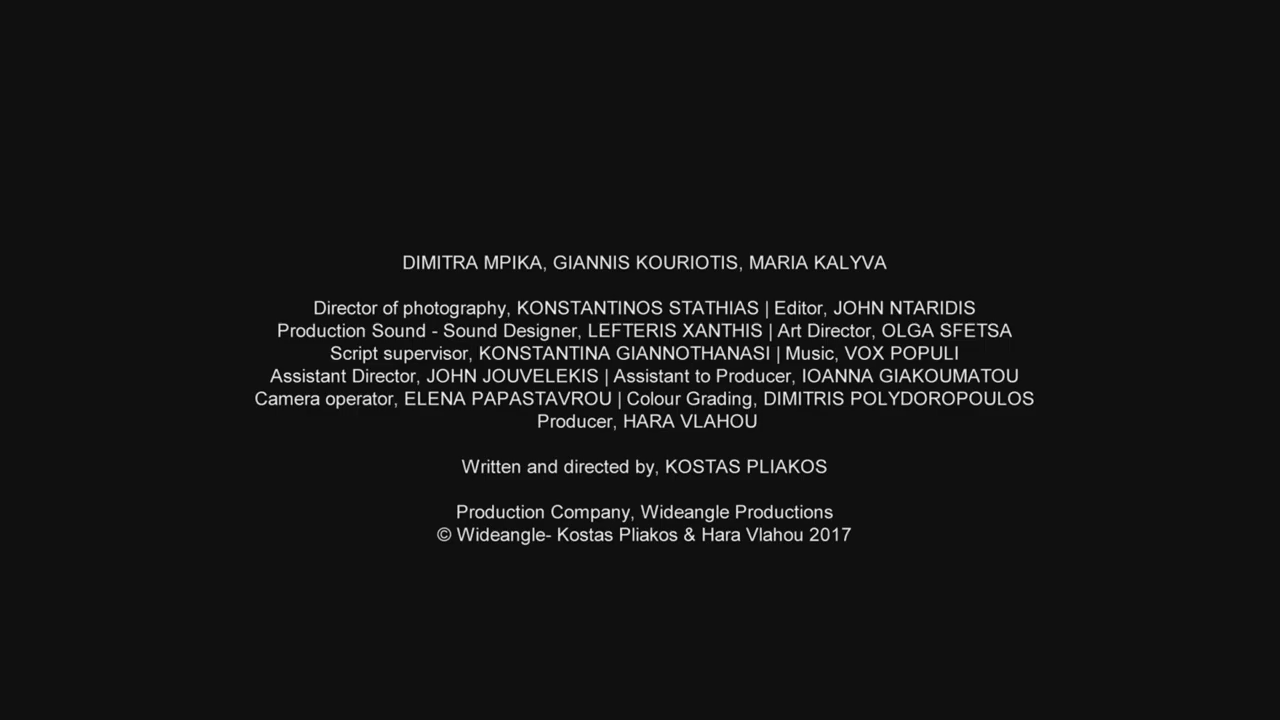 DIMITRA MPIKA, GIANNIS KOURIOTIS, MARIA KALYVA
Director of photography, KONSTANTINOS STATHIAS | Editor, JOHN NTARIDIS
Production Sound - Sound Designer, LEFTERIS XANTHIS | Art Director, OLGA SFETSA
Script supervisor, KONSTANTINA GIANNOTHANASI | Music, VOX POPULI
Assistant Director, JOHN JOUVELEKIS | Assistant to Producer, IOANNA GIAKOUMATOU
Camera operator, ELENA PAPASTAVROU | Colour Grading, DIMITRIS POLYDOROPOULOS
Producer, HARA VLAHOU
Written and directed by, KOSTAS PLIAKOS
Production Company, Wideangle Productions
© Wideangle- Kostas Pliakos & Hara Vlahou 2017